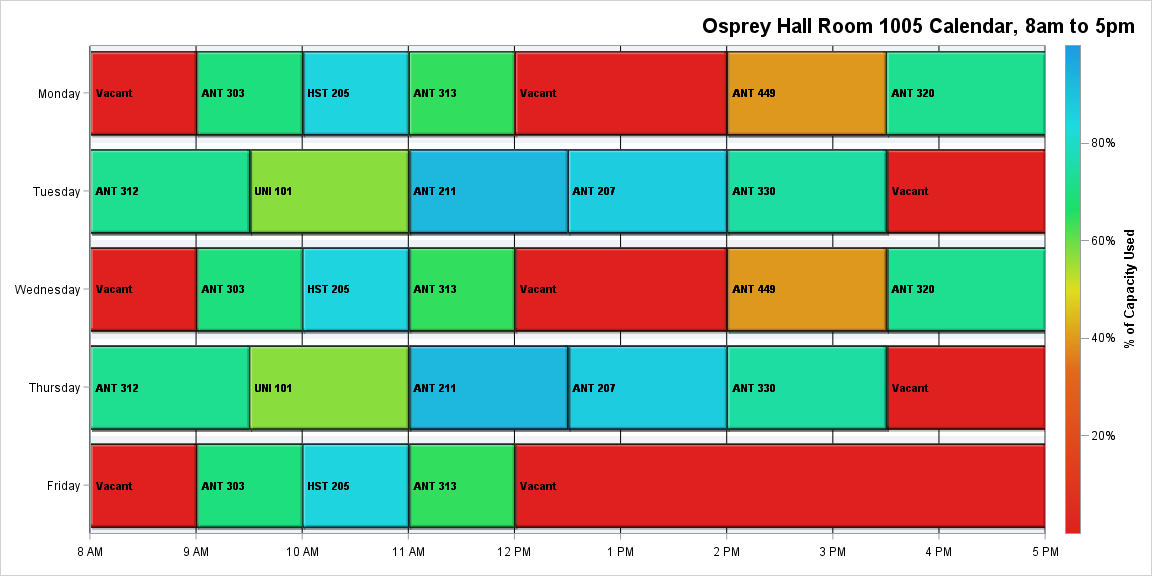 Osprey Hall Room 1005 Calendar, 8am to 5pm
Monday
Vacant
ANT 303
HST 205
ANT 313
Vacant
ANT 449
ANT 320
Tuesday
ANT 312
UNI 101
ANT 211
ANT 207
ANT 330
Vacant
Wednesday
Vacant
ANT 303
HST 205
ANT 313
Vacant
ANT 449
ANT 320
Thursday
ANT 312
UNI 101
ANT 211
ANT 207
ANT 330
Vacant
Friday
Vacant
ANT 303
HST 205
ANT 313
Vacant
8 AM
9 AM
10 AM
11 AM
12 PM
1 PM
2 PM
3 PM
4 PM
5 PM
80%
60%
40%
20%
% of Capacity Used